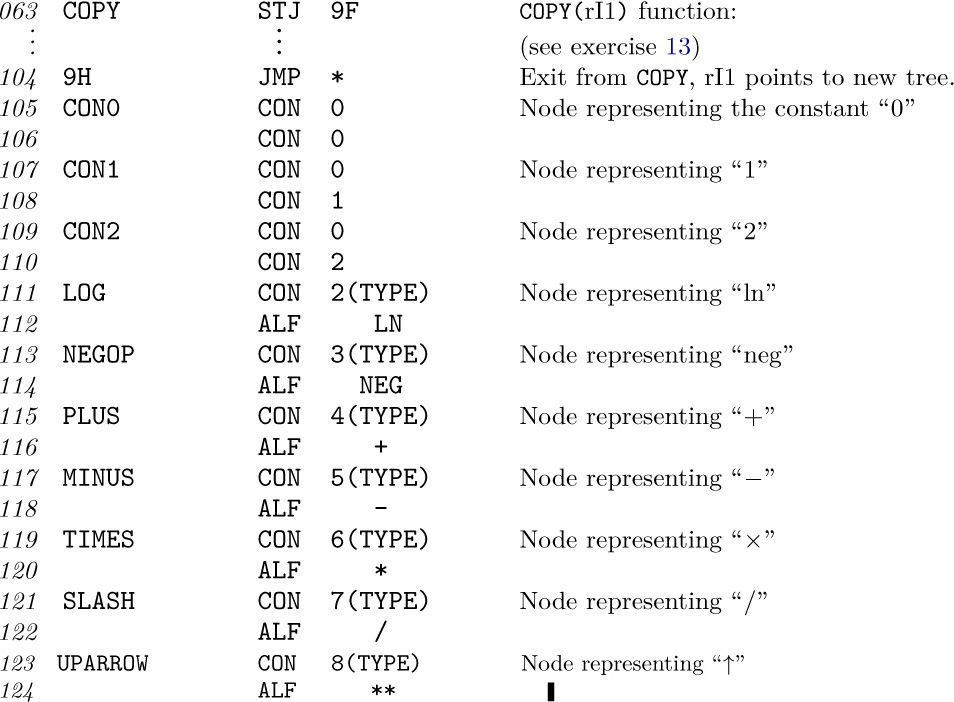 063 COPY STJ 9F COPY(rI1) function:
⋮ ⋮ (see exercise 13)
104 9H JMP * Exit from COPY, rI1 points to new tree.
105 CON0 CON 0 Node representing the constant “0”
106 CON 0
107 CON1 CON 0 Node representing “1”
108 CON 1
109 CON2 CON 0 Node representing “2”
110 CON 2
111 LOG CON 2(TYPE) Node representing “ln”
112 ALF LN
113 NEGOP CON 3(TYPE) Node representing “neg”
114 ALF NEG
115 PLUS CON 4(TYPE) Node representing “+”
116 ALF +
117 MINUS CON 5(TYPE) Node representing “−”
118 ALF -
119 TIMES CON 6(TYPE) Node representing “×”
120 ALF *
121 SLASH CON 7(TYPE) Node representing “/”
122 ALF /
123 UPARROW CON 8(TYPE) Node representing “↑”
124 ALF ** ▮